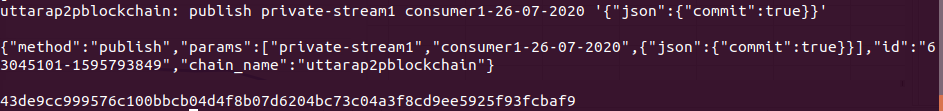 uttarap2pblockchain: publish private-stream1 consumer1-26-07-2020 '{"json":{"commit":true}}'
{"method":"publish","params":["private-stream1","consumer1-26-07-2020",{"json":{"commit":true}}],"id":"6
3045101-1595793849","chain_name":"uttarap2pblockchain"}
43de9cc999576c100bbcb04d4f8b07d6204bc73c04a3f8cd9ee5925f93fcbaf9